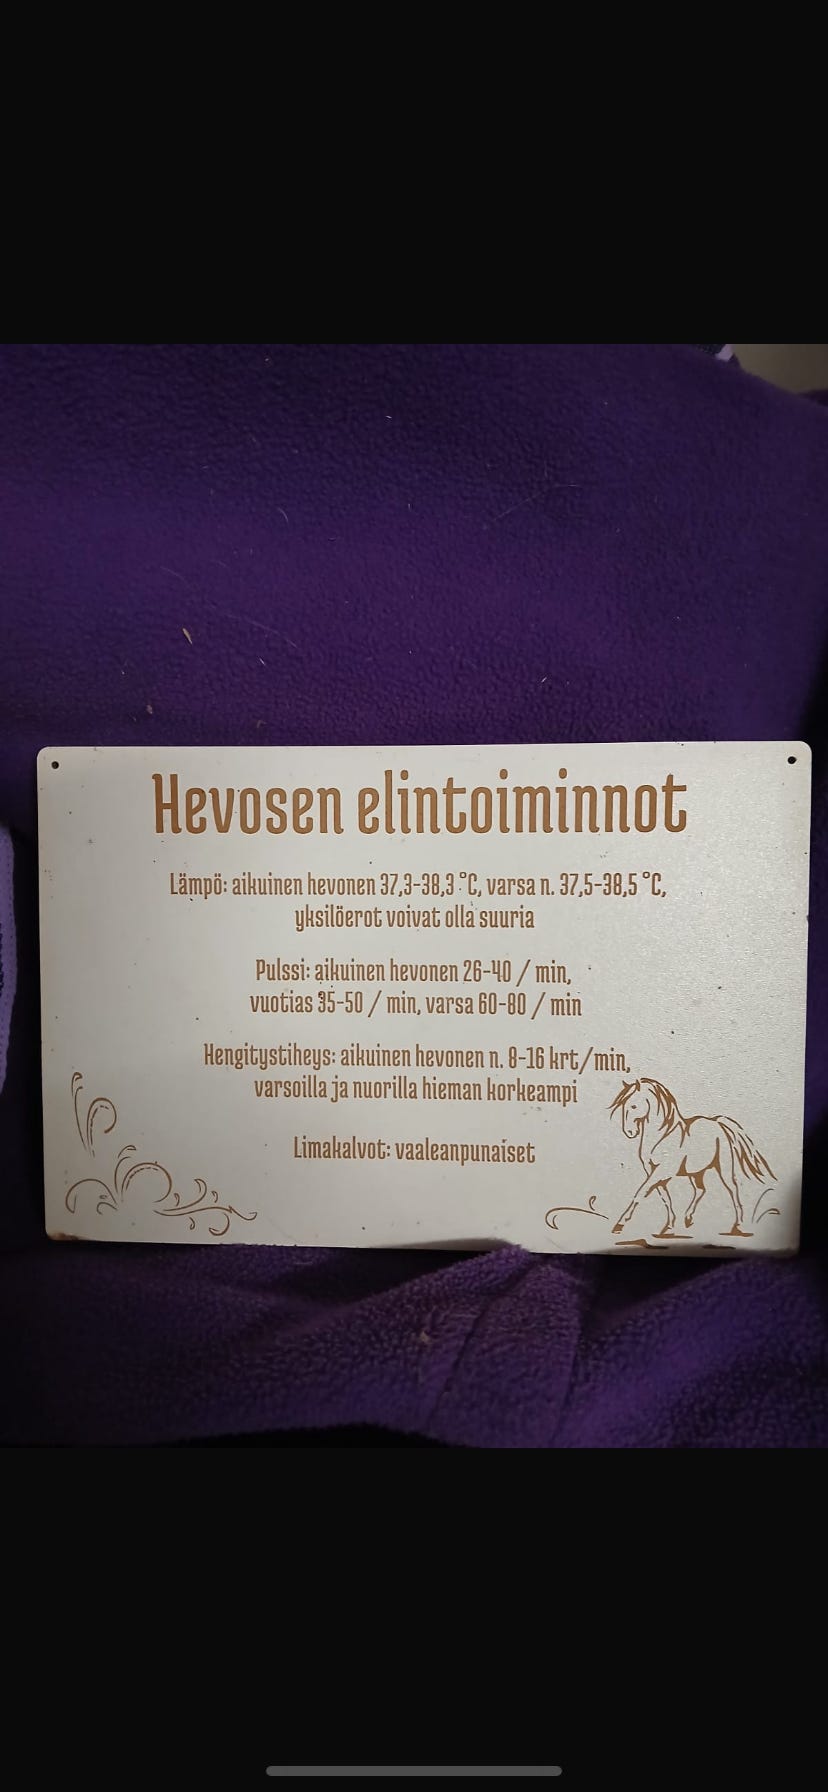 Hevosen elintoiminnot
Lämpö: aikuinen hevonen 37,3-38,3 °C, varsa n. 37,5-38,5 °C,
yksilöerot voivat olla suuria
Pulssi: aikuinen hevonen 26-40 / min,
vuotias 35-50 / min, varsa 60-80 / min
Hengitystiheys: aikuinen hevonen n. 8-16 krt/min,
varsoilla ja nuorilla hieman korkeampi
Limakalvot: vaaleanpunaiset